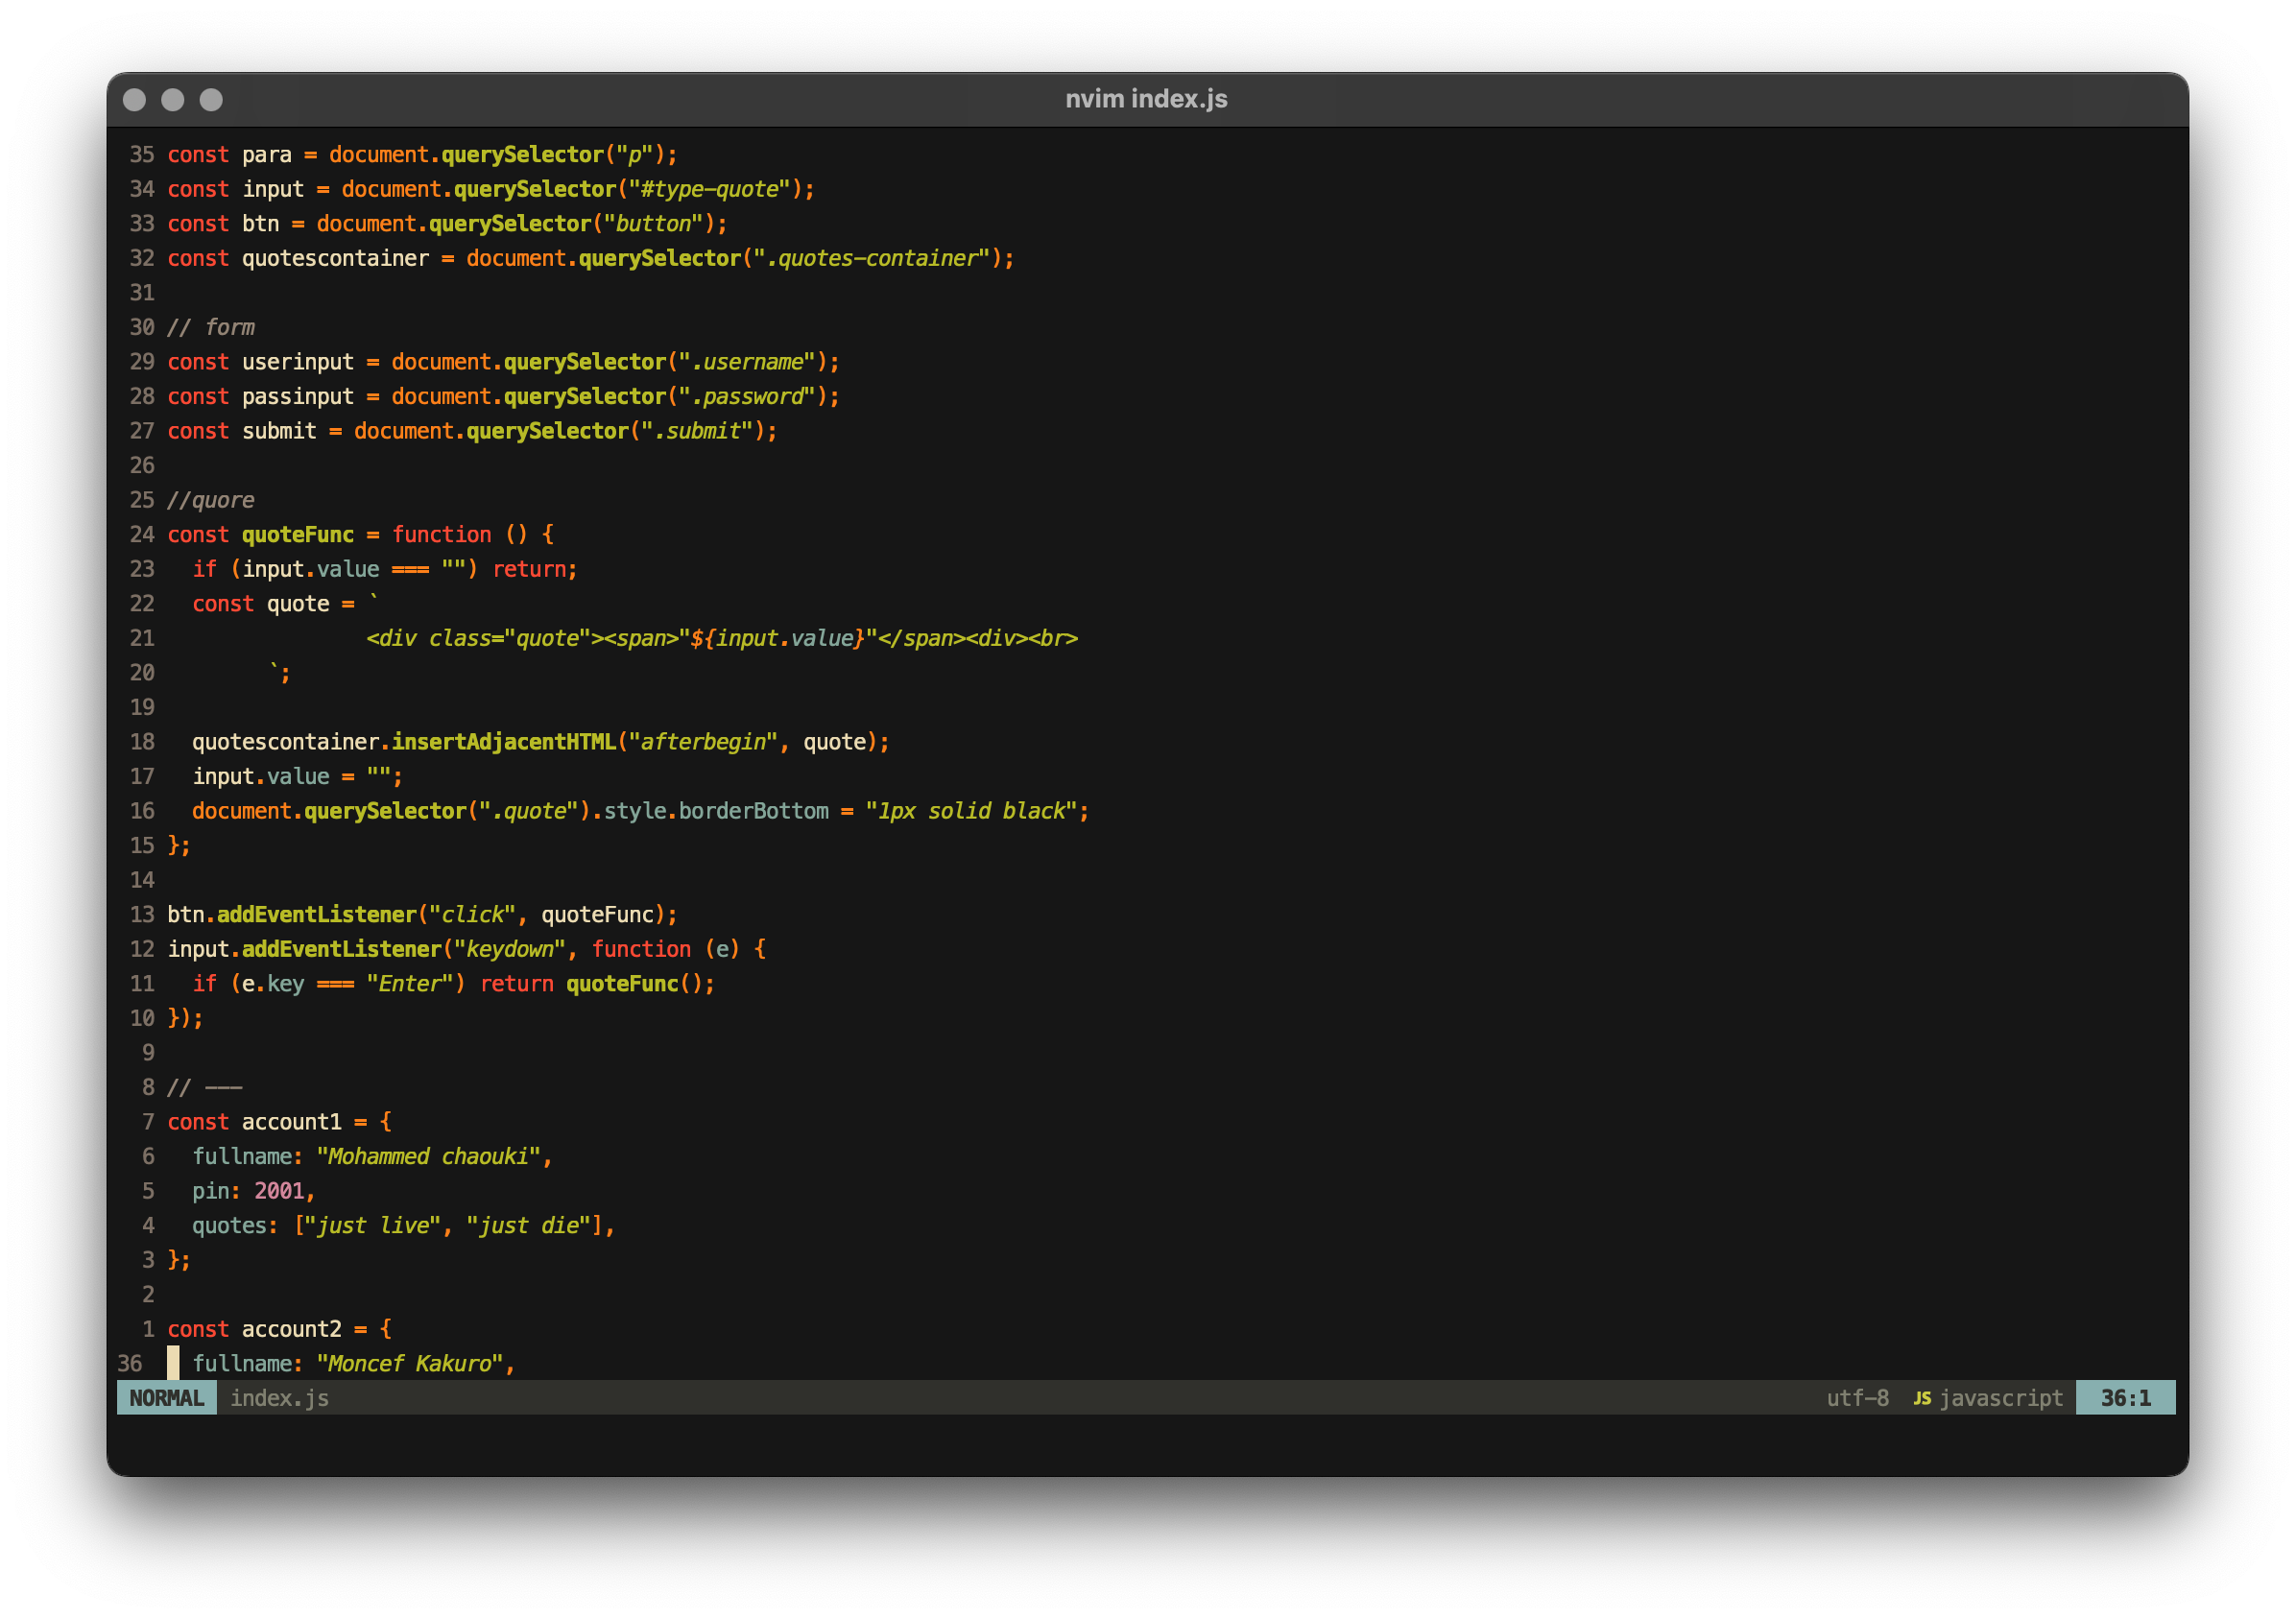 nvim index.js
35 const para = document.querySelector("p");
34 const input = document.querySelector("#type-quote");
33 const btn = document.querySelector("button");
32 const quotescontainer = document.querySelector(".quotes-container");
31
30 // form
29 const userinput = document.querySelector(".username");
28 const passinput = document.querySelector(".password");
27 const submit = document.querySelector(".submit");
26
25 //quore
24 const quoteFunc = function () {
23   if (input.value === "") return;
22   const quote = `
21                 <div class="quote"><span>"${input.value}"</span><div><br>
20         `;
19
18   quotescontainer.insertAdjacentHTML("afterbegin", quote);
17   input.value = "";
16   document.querySelector(".quote").style.borderBottom = "1px solid black";
15 };
14
13 btn.addEventListener("click", quoteFunc);
12 input.addEventListener("keydown", function (e) {
11   if (e.key === "Enter") return quoteFunc();
10 });
9
8 // ---
7 const account1 = {
6   fullname: "Mohammed chaouki",
5   pin: 2001,
4   quotes: ["just live", "just die"],
3 };
2
1 const account2 = {
36   fullname: "Moncef Kakuro",
NORMAL index.js utf-8 JS javascript 36:1